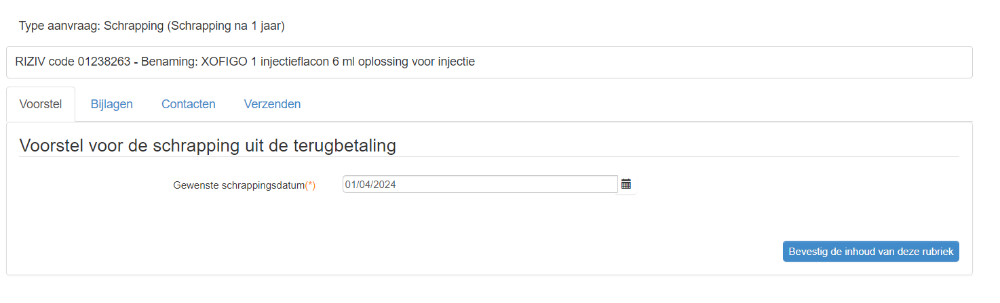 Type aanvraag: Schrapping (Schrapping na 1 jaar)
RIZIV code 01238263 - Benaming: XOFIGO 1 injectieflacon 6 ml oplossing voor injectie
Voorstel Bijlagen Contacten Verzenden
Voorstel voor de schrapping uit de terugbetaling
Gewenste schrappingsdatum(*) 01/04/2024
Bevestig de inhoud van deze rubriek